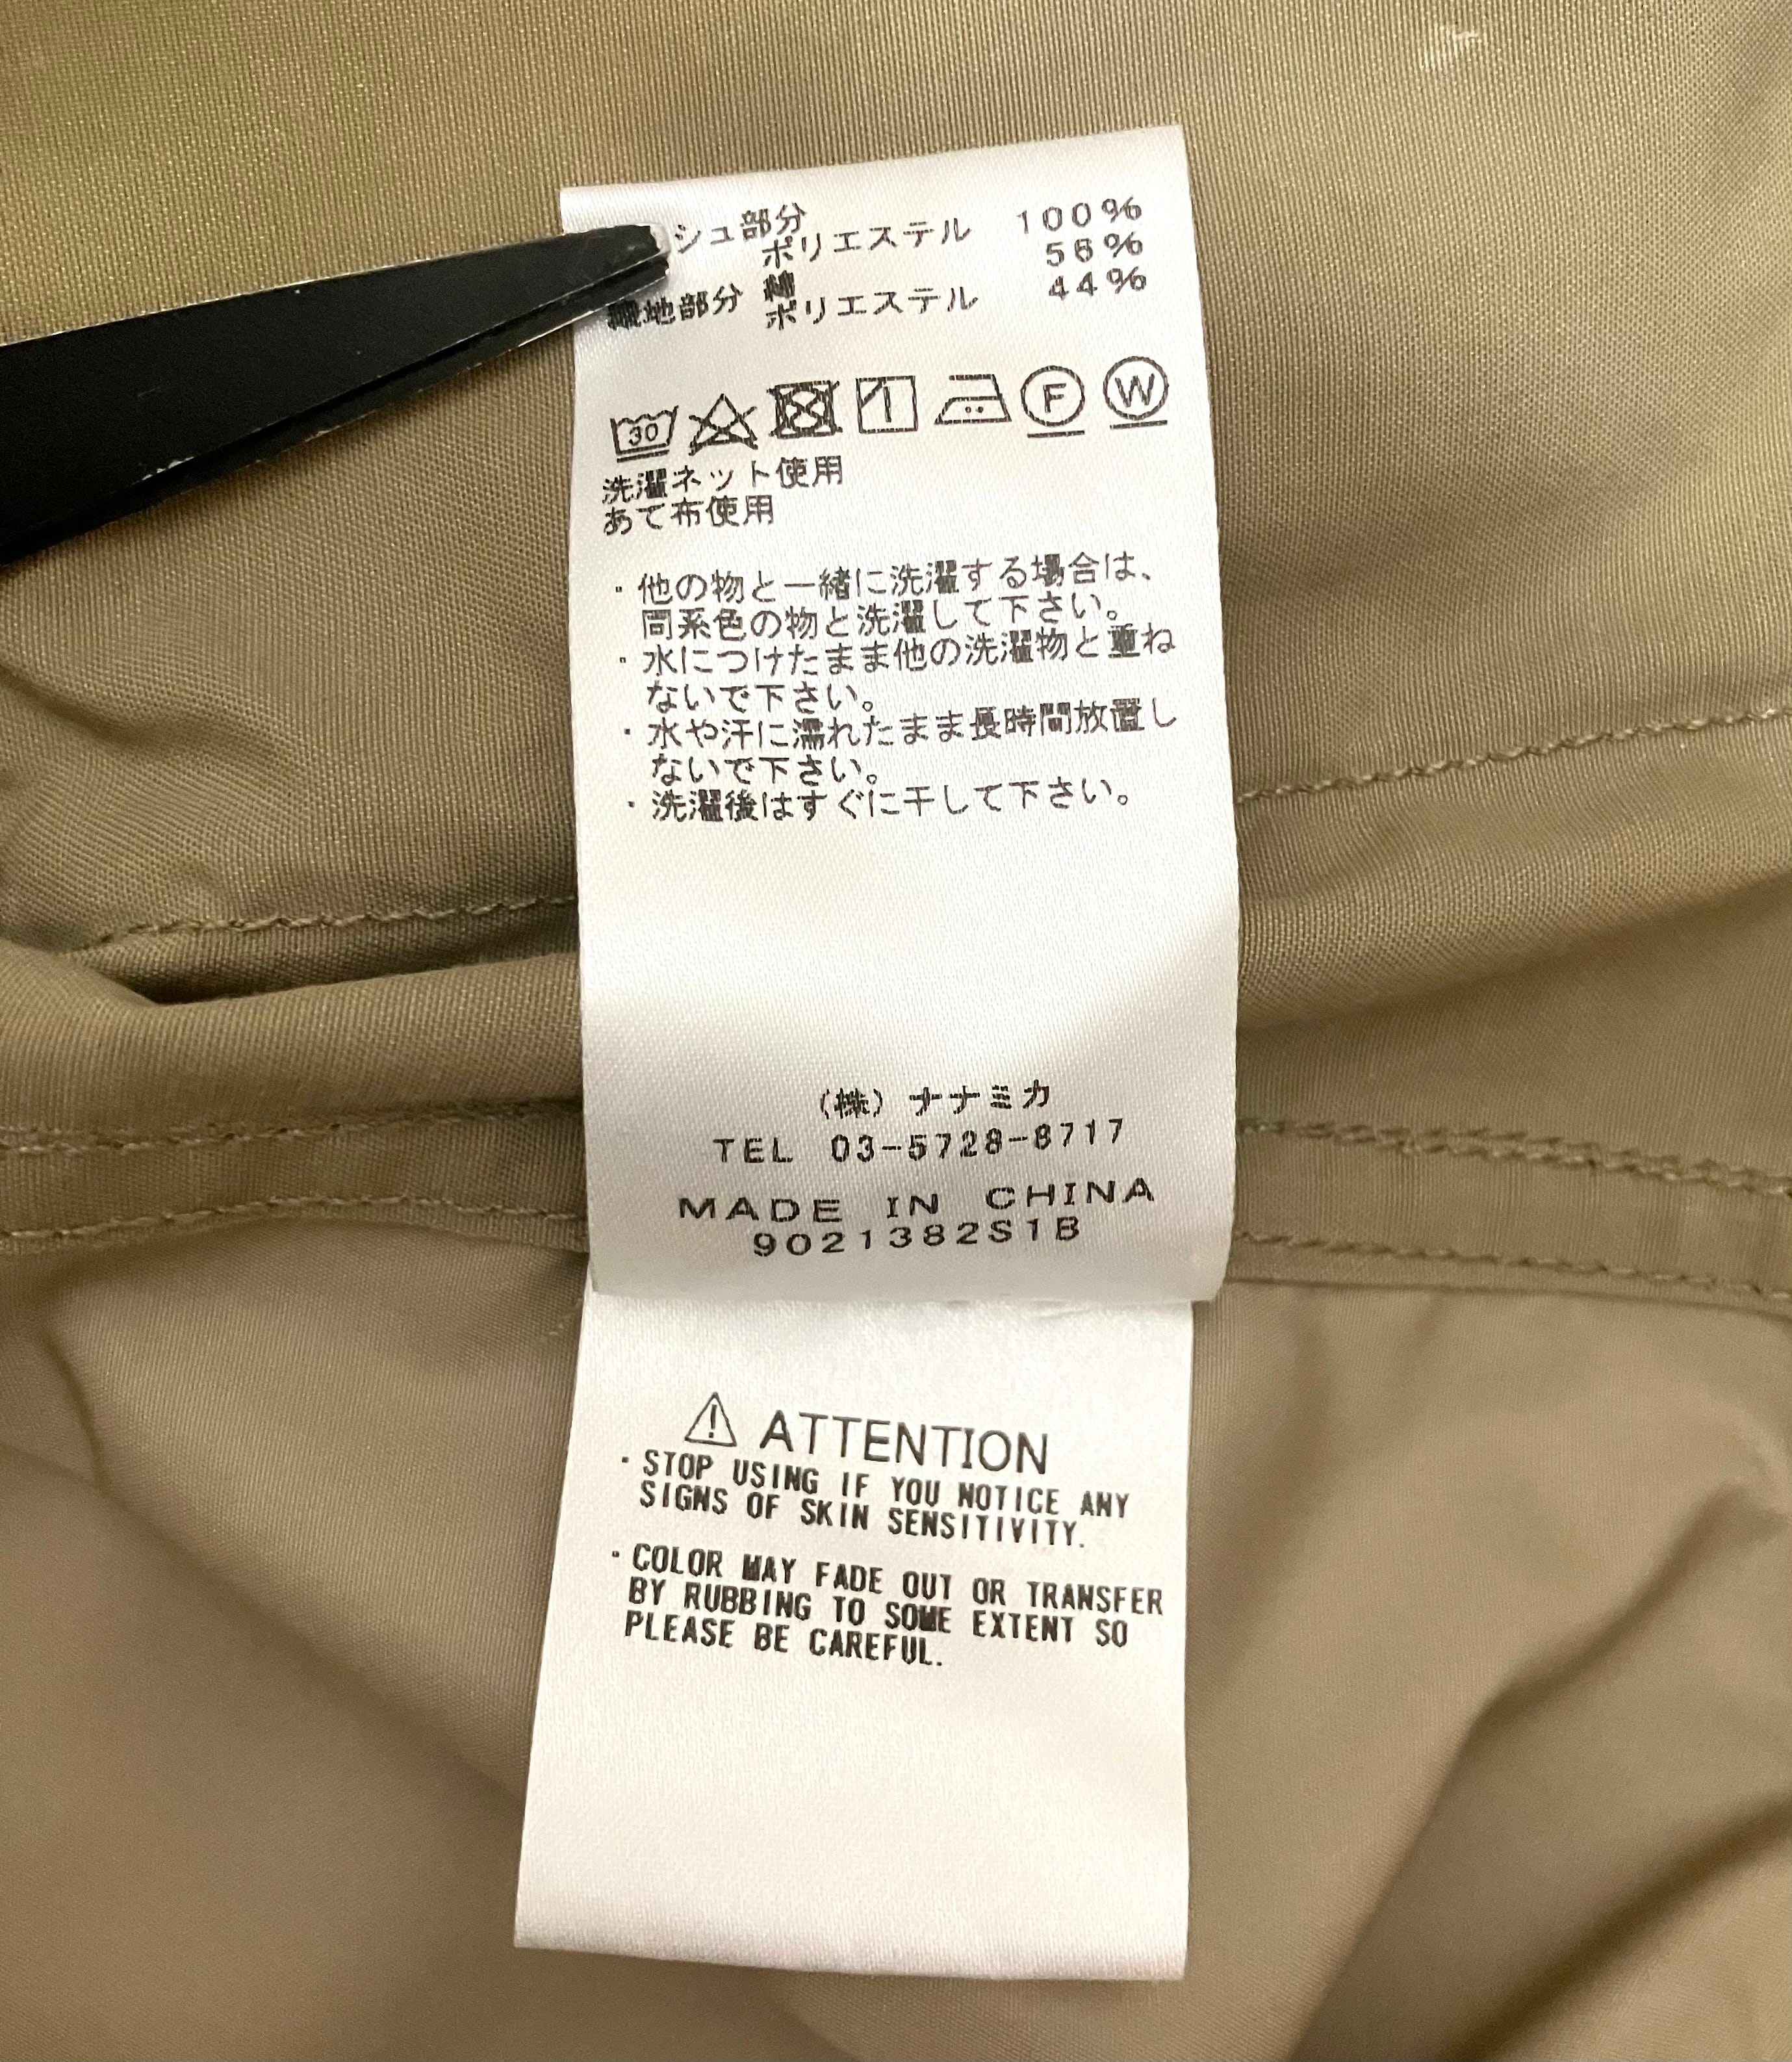 シュ部分
ポリエステル 100%
綿 56%
地部分 ポリエステル 44%
30
F
W
洗濯ネット使用
あて布使用
・他の物と一緒に洗濯する場合は、
同系色の物と洗濯して下さい。
・水につけたまま他の洗濯物と重ね
ないで下さい。
・水や汗に濡れたまま長時間放置し
ないで下さい。
・洗濯後はすぐに干して下さい。
(株) ナナミカ
TEL 03-5728-8717
MADE IN CHINA
9021382S1B
ATTENTION
・STOP USING IF YOU NOTICE ANY
SIGNS OF SKIN SENSITIVITY.
・COLOR MAY FADE OUT OR TRANSFER
BY RUBBING TO SOME EXTENT SO
PLEASE BE CAREFUL.